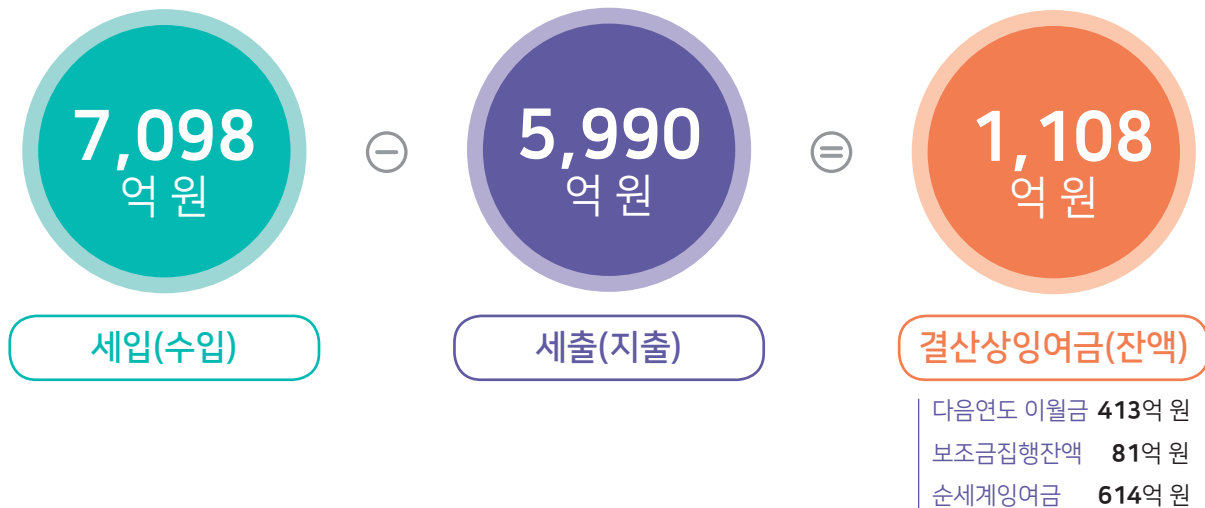 7,098
억 원
5,990
억 원
1,108
억 원
세입(수입)
세출(지출)
결산상잉여금(잔액)
다음연도 이월금 413억 원
보조금집행잔액 81억 원
순세계잉여금 614억 원